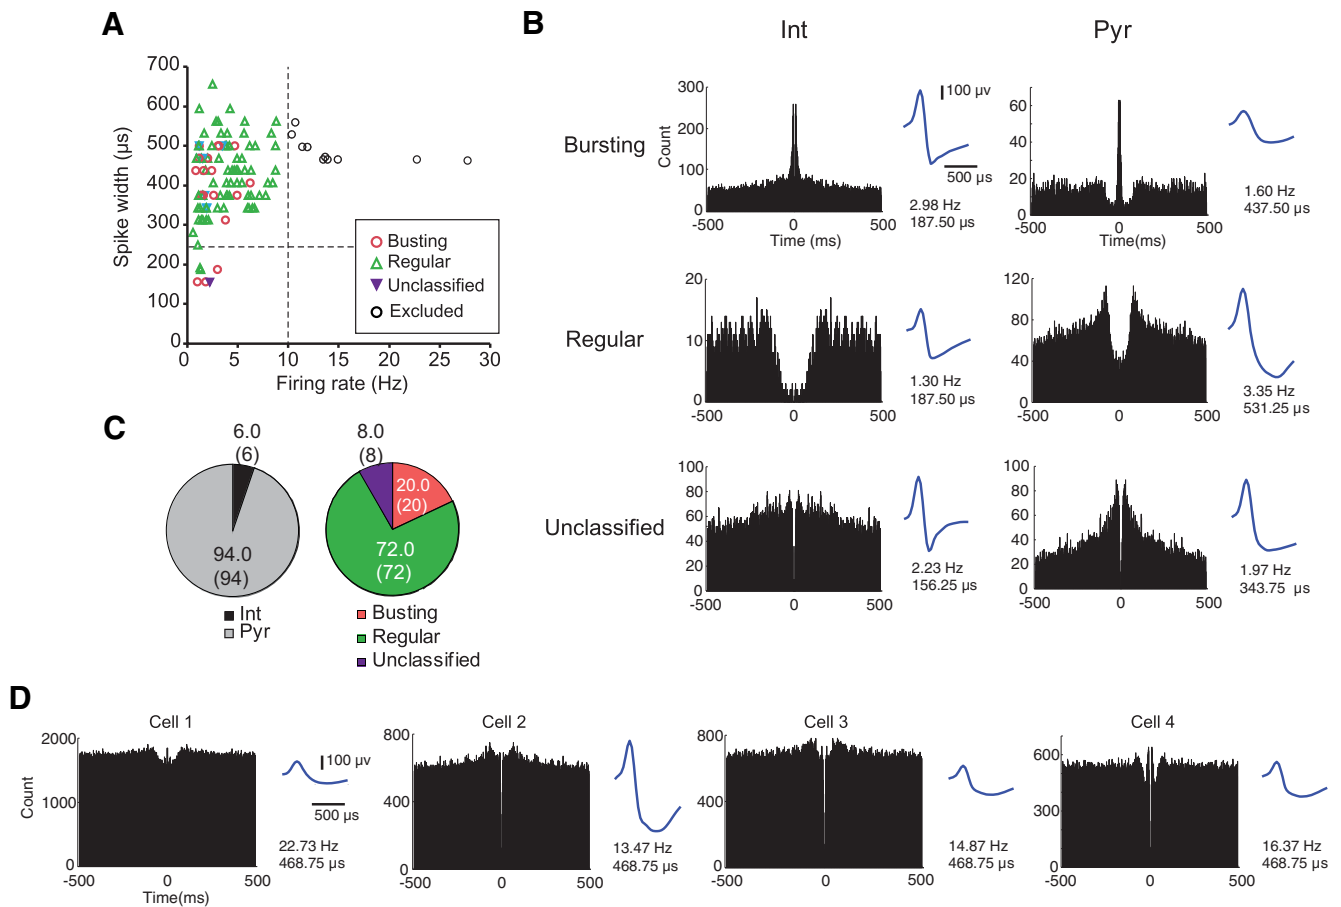 A
700
600
500
400
300
200
100
0
Spike width (µs)
0
5
10
15
20
25
30
Firing rate (Hz)
Busting
Regular
Unclassified
Excluded
B
Int
Pyr
Bursting
Count
300
200
100
0
-500
0
500
Time (ms)
100 µv
500 µs
2.98 Hz
187.50 µs
60
40
20
0
-500
0
500
Time(ms)
1.60 Hz
437.50 µs
Regular
20
10
0
-500
0
500
1.30 Hz
187.50 µs
120
80
40
0
-500
0
500
3.35 Hz
531.25 µs
Unclassified
100
80
60
40
20
0
-500
0
500
2.23 Hz
156.25 µs
100
80
60
40
20
0
-500
0
500
1.97 Hz
343.75 µs
C
6.0
(6)
94.0
(94)
Int
Pyr
8.0
(8)
20.0
(20)
72.0
(72)
Busting
Regular
Unclassified
D
Cell 1
Count
2000
1000
0
-500
0
500
Time(ms)
100 µv
500 µs
22.73 Hz
468.75 µs
Cell 2
800
400
0
-500
0
500
13.47 Hz
468.75 µs
Cell 3
800
400
0
-500
0
500
14.87 Hz
468.75 µs
Cell 4
600
300
0
-500
0
500
16.37 Hz
468.75 µs